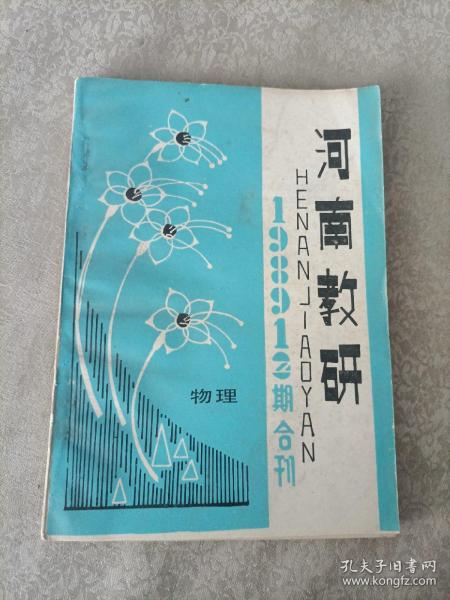 河南教研
HENANJIAOYAN
1989 1 2期合刊
物理
孔夫子旧书网
www.kongfz.com